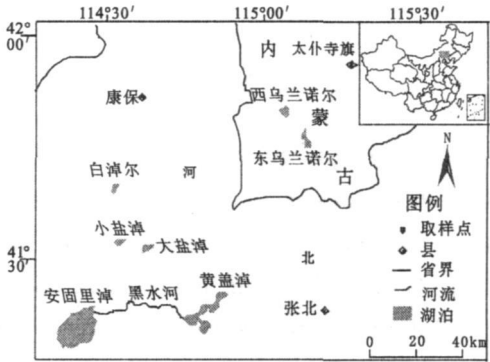 114°30′ 115°00′ 115°30′
42°
00′
内 太仆寺旗
康保 西乌兰诺尔
蒙
东乌兰诺尔
白淖尔 河 古
N
图例
小盐淖 取样点
大盐淖 县
41°
30′
北 省界
安固里淖 黑水河 黄盖淖 河流
张北 湖泊
0 20 40km